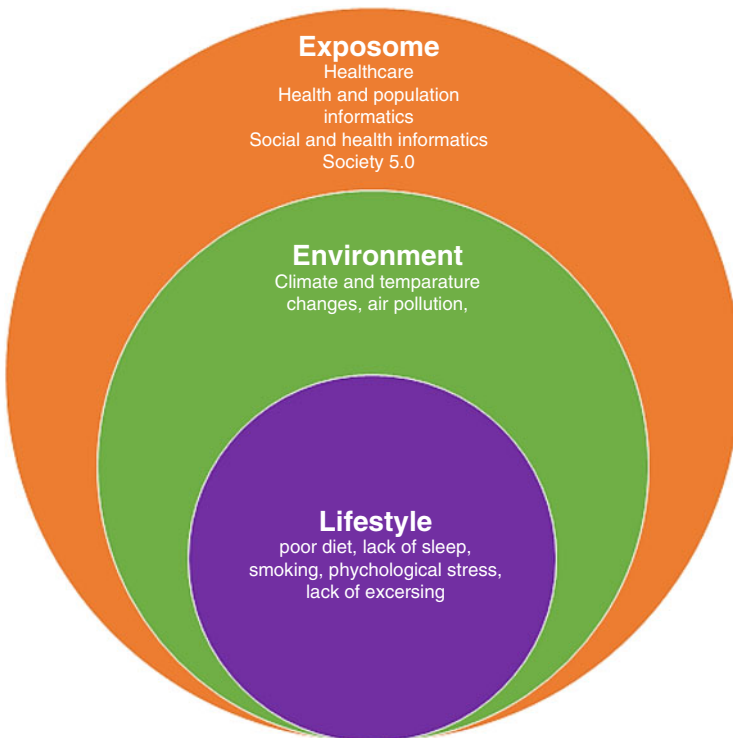 Exposome
Healthcare
Health and population
informatics
Social and health informatics
Society 5.0
Environment
Climate and temparature
changes, air pollution,
Lifestyle
poor diet, lack of sleep,
smoking, phychological stress,
lack of excersing